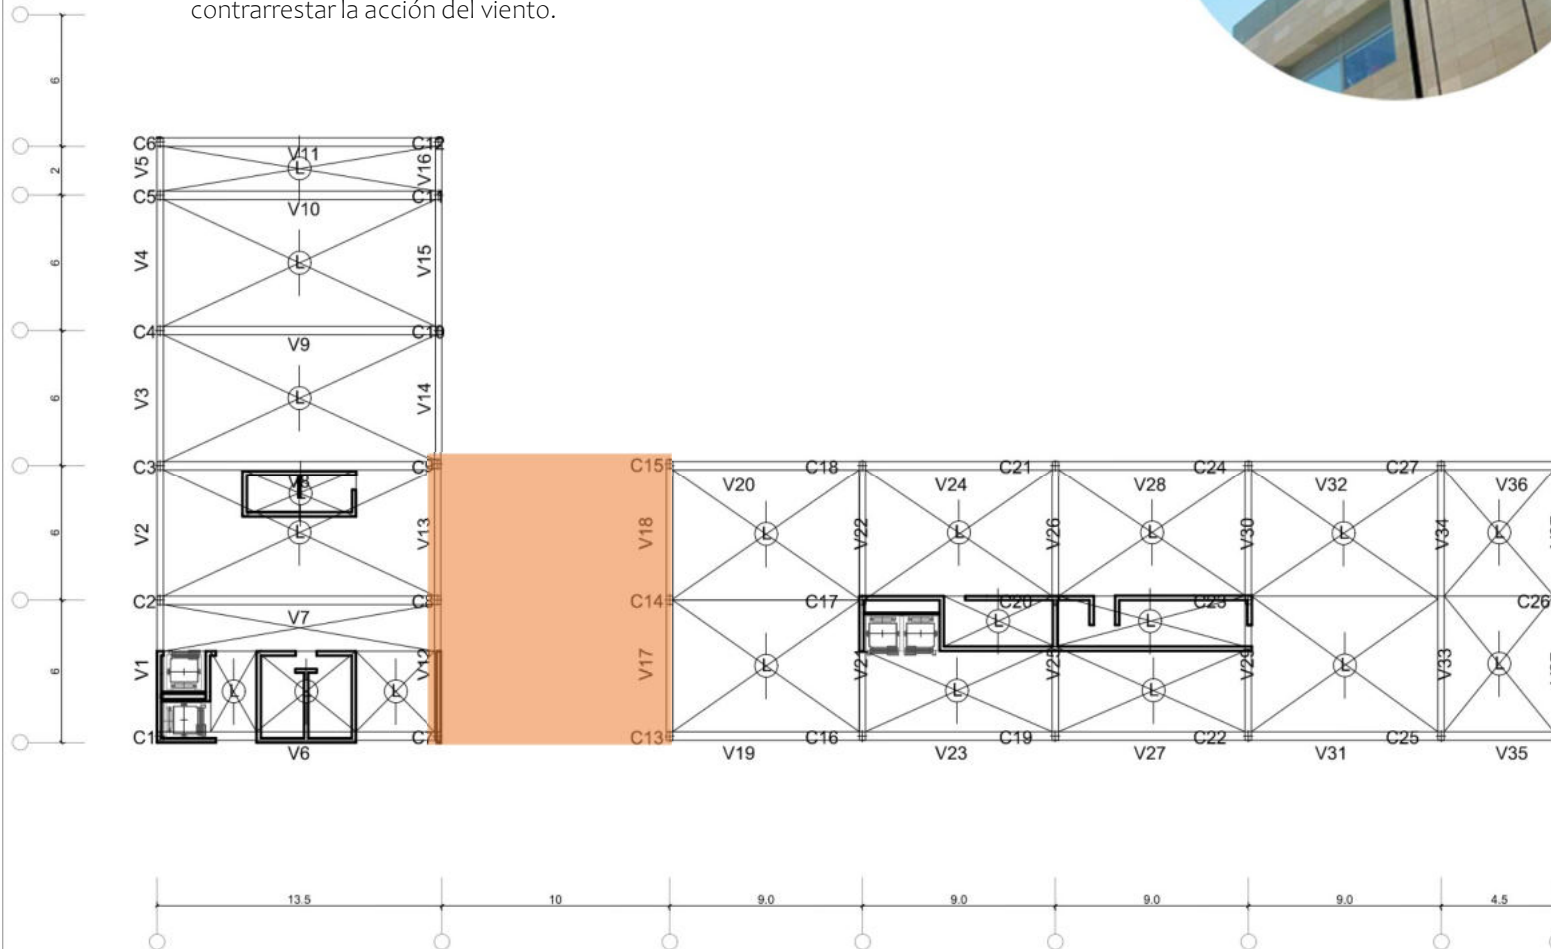 contrarrestar la acción del viento.
6
C6
C12
V11
V5
L
V16
2
C5
C11
V10
V4
L
V15
6
C4
C10
V9
V3
L
V14
6
C3
C15
C18
C21
C24
C27
V8
V20
V24
V28
V32
V36
V2
L
V13
V18
L
V22
L
V26
L
V30
L
V34
L
6
C2
C8
C14
C17
C20
C23
C26
V7
L
L
V1
V12
V17
L
V21
V25
V29
L
V33
L
6
L
L
L
L
L
C1
V6
C7
C13
V19
C16
V23
C19
V27
C22
V31
C25
V35
13.5
10
9.0
9.0
9.0
9.0
4.5